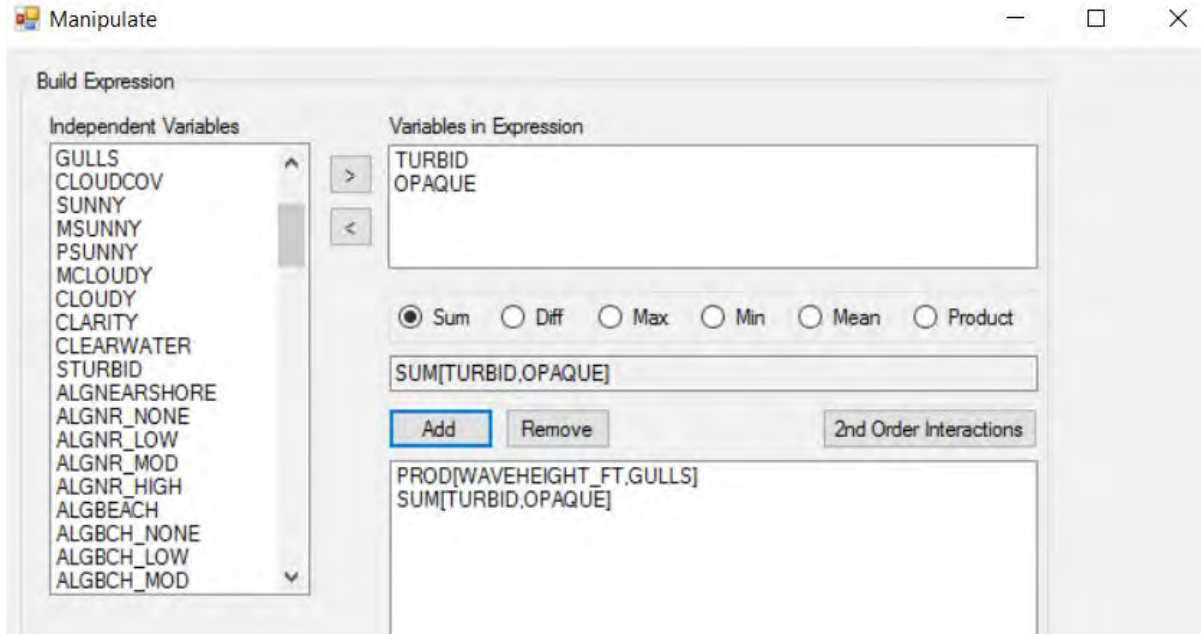 Manipulate
Build Expression
Independent Variables
GULLS
CLOUDCOV
SUNNY
MSUNNY
PSUNNY
MCLOUDY
CLOUDY
CLARITY
CLEARWATER
STURBID
ALGNEARSHORE
ALGNR_NONE
ALGNR_LOW
ALGNR_MOD
ALGNR_HIGH
ALGBEACH
ALGBCH_NONE
ALGBCH_LOW
ALGBCH_MOD
>
<
Variables in Expression
TURBID
OPAQUE
Sum Diff Max Min Mean Product
SUM[TURBID,OPAQUE]
Add Remove 2nd Order Interactions
PROD[WAVEHEIGHT_FT,GULLS]
SUM[TURBID,OPAQUE]